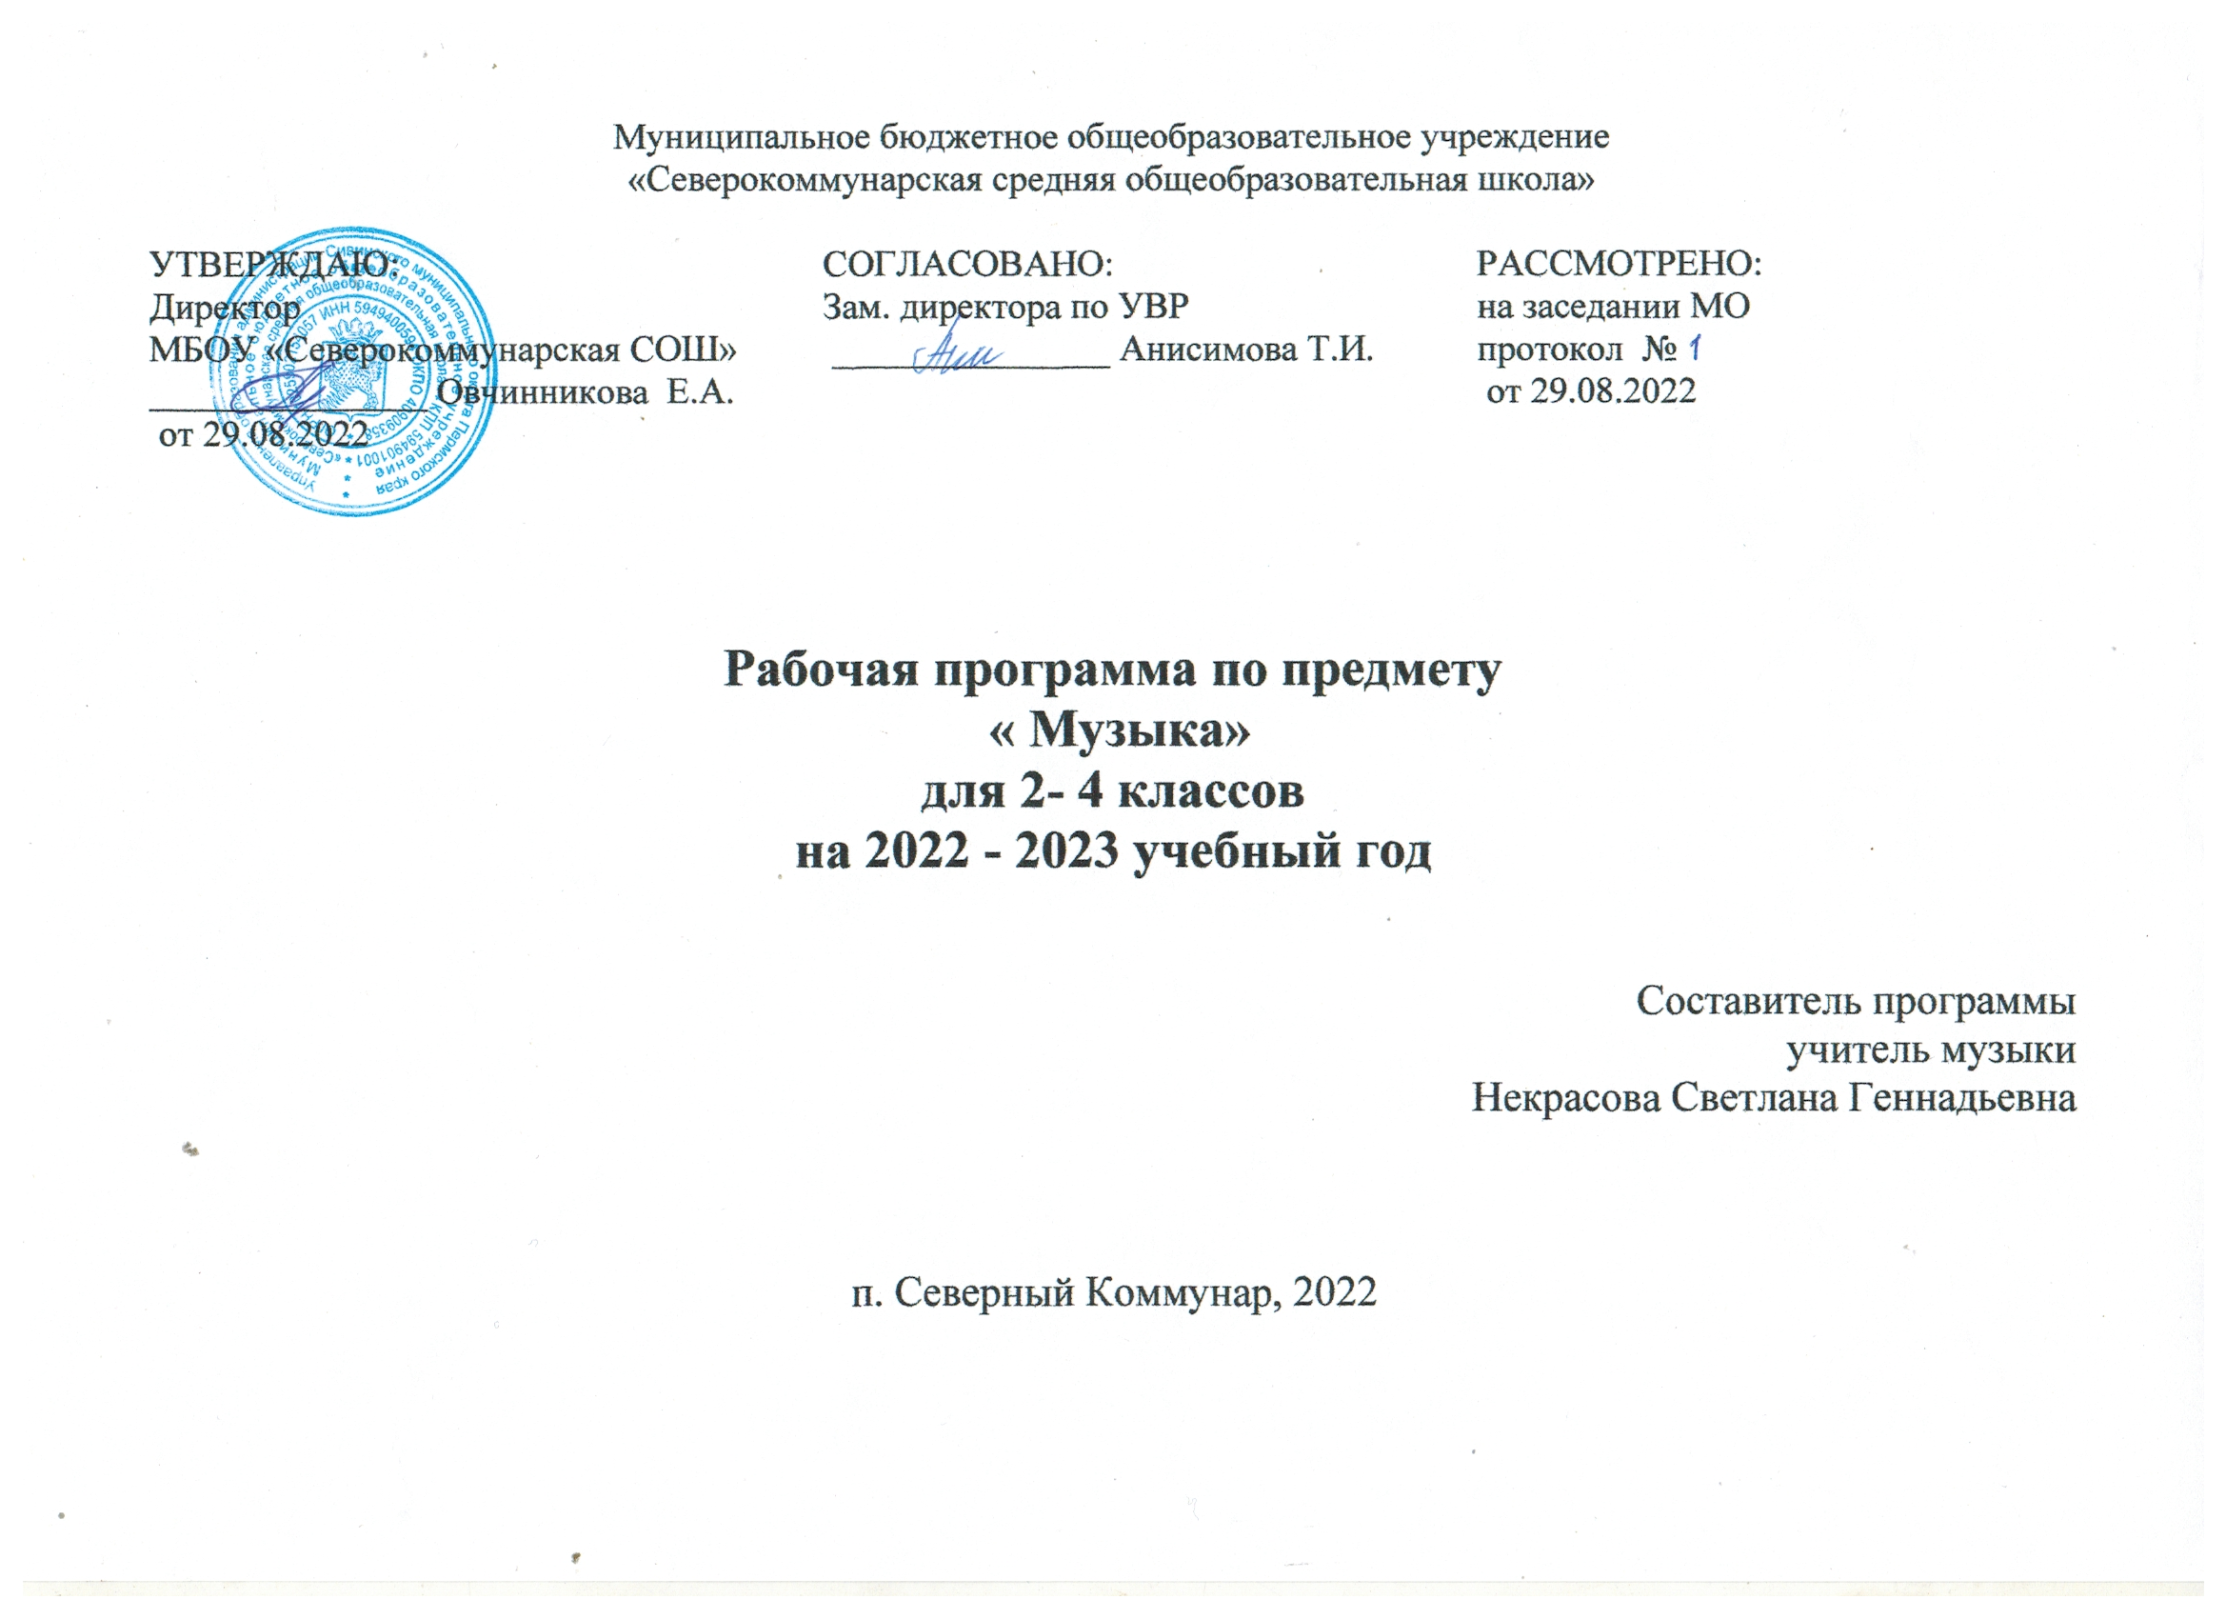 Муниципальное бюджетное общеобразовательное учреждение
«Северокоммунарская средняя общеобразовательная школа»
УТВЕРЖДАЮ:
Директор
МБОУ «Северокоммунарская СОШ»
_______________ Овчинникова Е.А.
от 29.08.2022
СОГЛАСОВАНО:
Зам. директора по УВР
_______________ Анисимова Т.И.
РАССМОТРЕНО:
на заседании МО
протокол № 1
от 29.08.2022
Рабочая программа по предмету
« Музыка»
для 2- 4 классов
на 2022 - 2023 учебный год
Составитель программы
учитель музыки
Некрасова Светлана Геннадьевна
п. Северный Коммунар, 2022